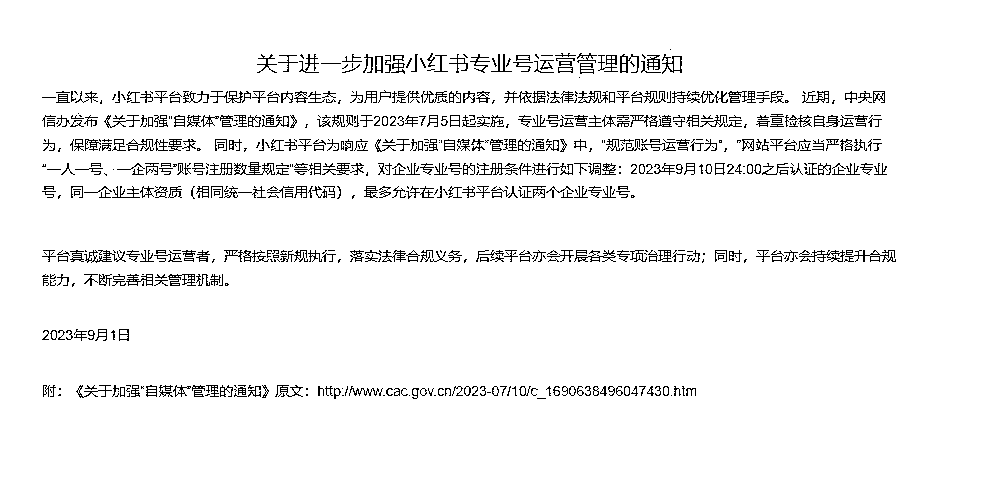 关于进一步加强小红书专业号运营管理的通知
一直以来，小红书平台致力于保护平台内容生态，为用户提供优质的内容，并依据法律法规和平台规则持续优化管理手段。 近期，中央网
信办发布《关于加强“自媒体”管理的通知》，该规则于2023年7月5日起实施，专业号运营主体需严格遵守相关规定，着重检核自身运营行
为，保障满足合规性要求。 同时，小红书平台为响应《关于加强“自媒体”管理的通知》中，“规范账号运营行为”，”网站平台应当严格执行
“一人一号、一企两号”账号注册数量规定”等相关要求，对企业专业号的注册条件进行如下调整：2023年9月10日24:00之后认证的企业专业
号，同一企业主体资质（相同统一社会信用代码），最多允许在小红书平台认证两个企业专业号。
平台真诚建议专业号运营者，严格按照新规执行，落实法律合规义务，后续平台亦会开展各类专项治理行动；同时，平台亦会持续提升合规
能力，不断完善相关管理机制。
2023年9月1日
附：《关于加强“自媒体”管理的通知》原文：http://www.cac.gov.cn/2023-07/10/c_1690638496047430.htm